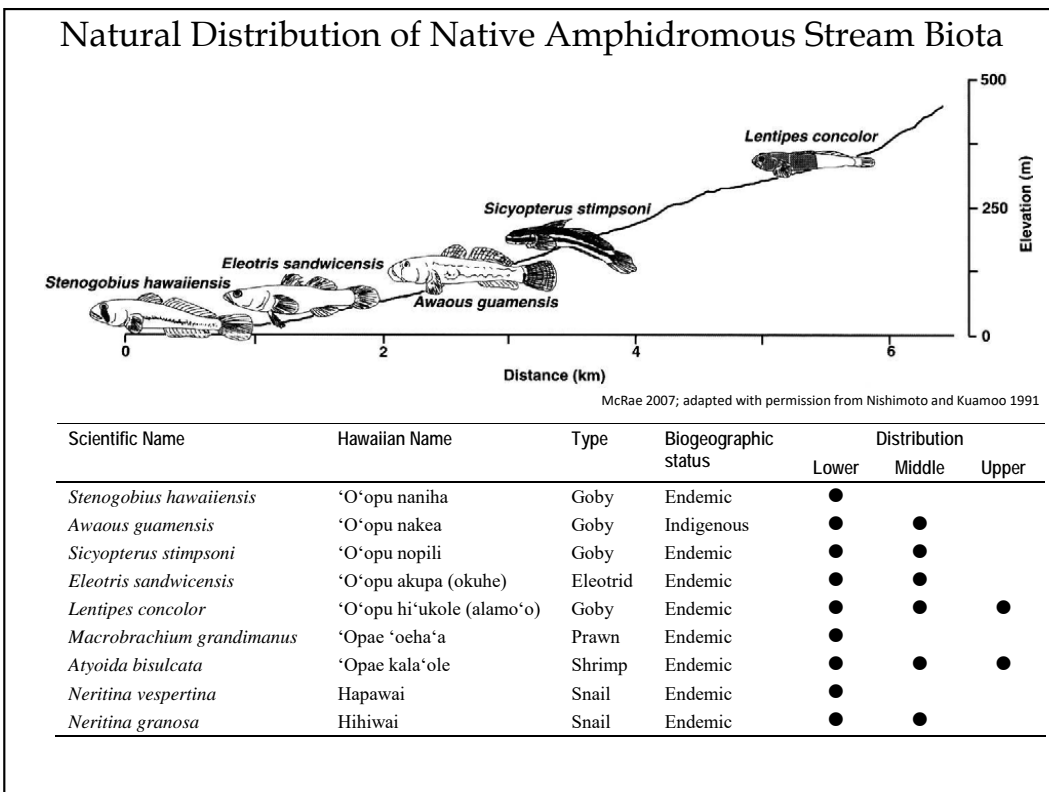 Natural Distribution of Native Amphidromous Stream Biota
500
Lentipes concolor
250
Elevation (m)
Sicyopterus stimpsoni
Eleotris sandwicensis
Stenogobius hawaiiensis
Awaous guamensis
0
0 2 4 6
Distance (km)
McRae 2007; adapted with permission from Nishimoto and Kuamoo 1991
Scientific Name Hawaiian Name Type Biogeographic status Distribution
Lower Middle Upper
Stenogobius hawaiiensis ‘O‘opu naniha Goby Endemic ●
Awaous guamensis ‘O‘opu nakea Goby Indigenous ● ●
Sicyopterus stimpsoni ‘O‘opu nopili Goby Endemic ● ●
Eleotris sandwicensis ‘O‘opu akupa (okuhe) Eleotrid Endemic ● ●
Lentipes concolor ‘O‘opu hi‘ukole (alamo‘o) Goby Endemic ● ● ●
Macrobrachium grandimanus ‘Opae ‘oeha‘a Prawn Endemic ●
Atyoida bisulcata ‘Opae kala‘ole Shrimp Endemic ● ● ●
Neritina vespertina Hapawai Snail Endemic ●
Neritina granosa Hihiwai Snail Endemic ● ●